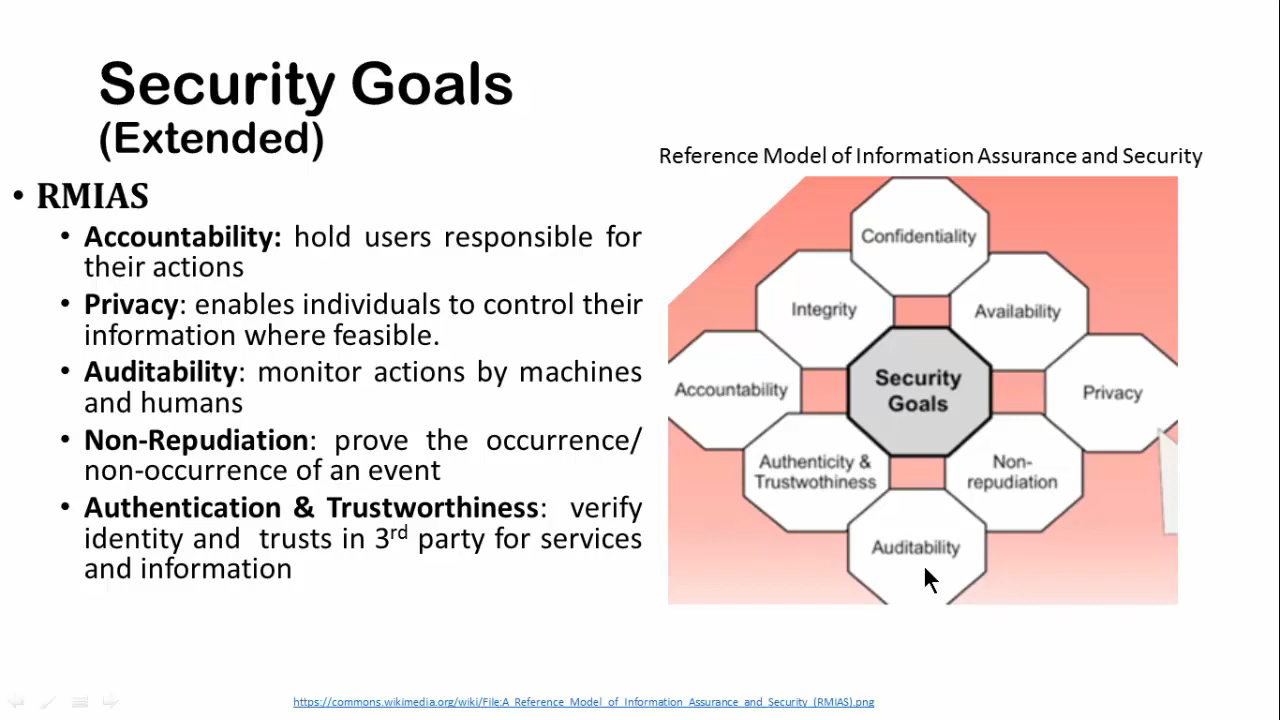 Security Goals
(Extended)
• RMIAS
• Accountability: hold users responsible for
their actions
• Privacy: enables individuals to control their
information where feasible.
• Auditability: monitor actions by machines
and humans
• Non-Repudiation: prove the occurrence/
non-occurrence of an event
• Authentication & Trustworthiness: verify
identity and trusts in 3rd party for services
and information
Reference Model of Information Assurance and Security
Confidentiality
Integrity
Availability
Accountability
Security
Goals
Privacy
Authenticity &
Trustwothiness
Non-
repudiation
Auditability
https://commons.wikimedia.org/wiki/File:A_Reference_Model_of_Information_Assurance_and_Security_(RMIAS).png